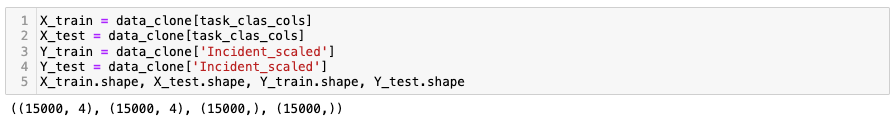 1 X_train = data_clone[task_clas_cols]
2 X_test = data_clone[task_clas_cols]
3 Y_train = data_clone['Incident_scaled']
4 Y_test = data_clone['Incident_scaled']
5 X_train.shape, X_test.shape, Y_train.shape, Y_test.shape
((15000, 4), (15000, 4), (15000,), (15000,))